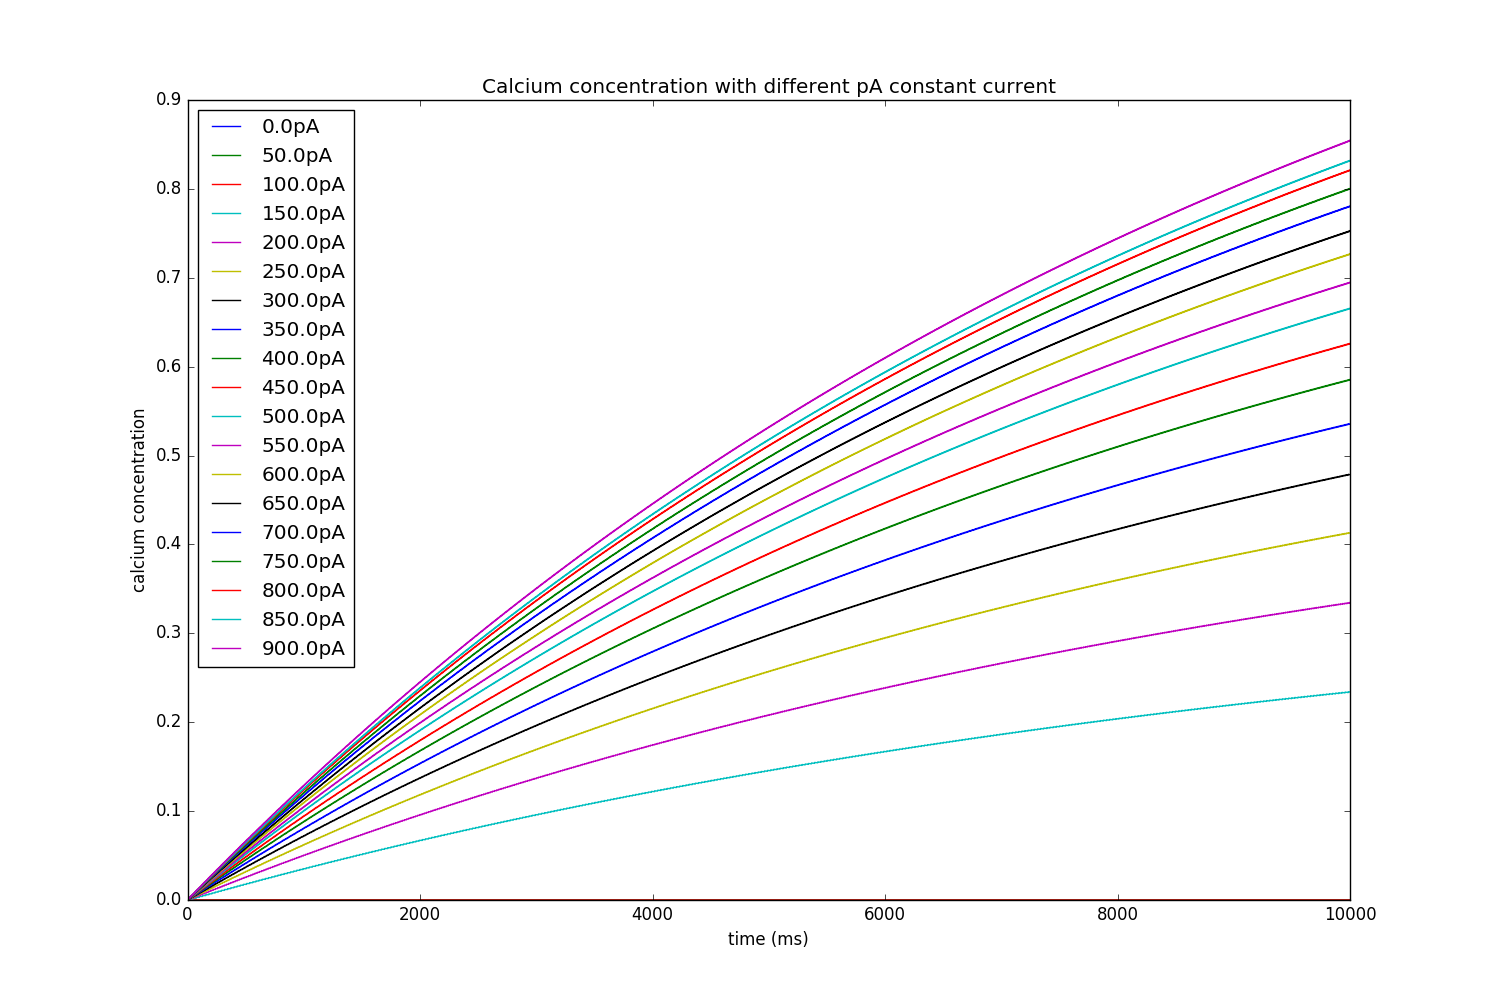 Calcium concentration with different pA constant current
0.9
0.8
0.7
0.6
0.5
0.4
0.3
0.2
0.1
0.0
calcium concentration
0.0pA
50.0pA
100.0pA
150.0pA
200.0pA
250.0pA
300.0pA
350.0pA
400.0pA
450.0pA
500.0pA
550.0pA
600.0pA
650.0pA
700.0pA
750.0pA
800.0pA
850.0pA
900.0pA
0 2000 4000 6000 8000 10000
time (ms)